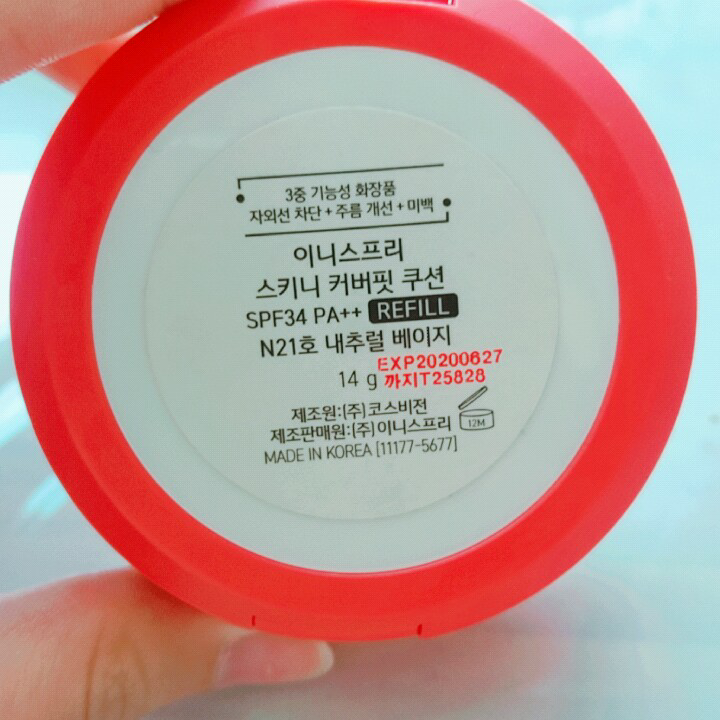 3중 기능성 화장품
자외선 차단 + 주름 개선 + 미백
이니스프리
스키니 커버핏 쿠션
SPF34 PA++ REFILL
N21호 내추럴 베이지
EXP20200627
14 g 까지T25828
제조원:(주)코스비전
제조판매원:(주)이니스프리 12M
MADE IN KOREA [11177-5677]